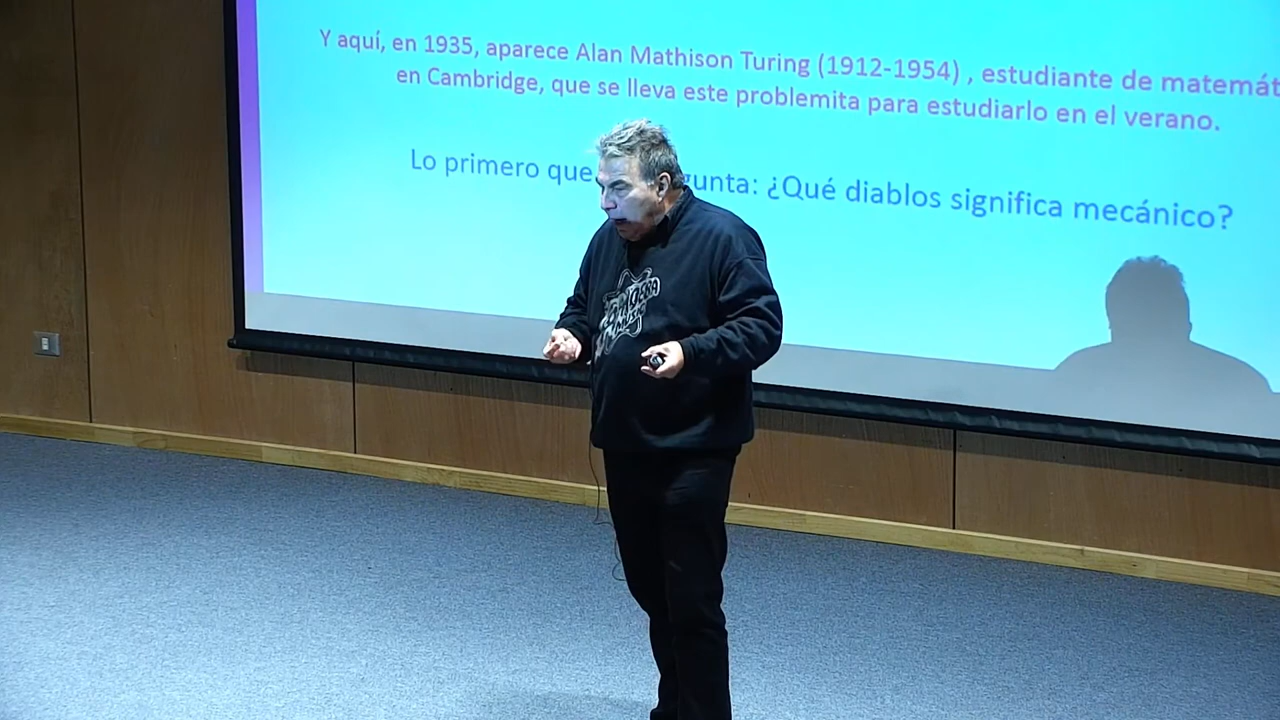 Y aquí, en 1935, aparece Alan Mathison Turing (1912-1954) , estudiante de matemát
en Cambridge, que se lleva este problemita para estudiarlo en el verano.
Lo primero que gunta: ¿Qué diablos significa mecánico?